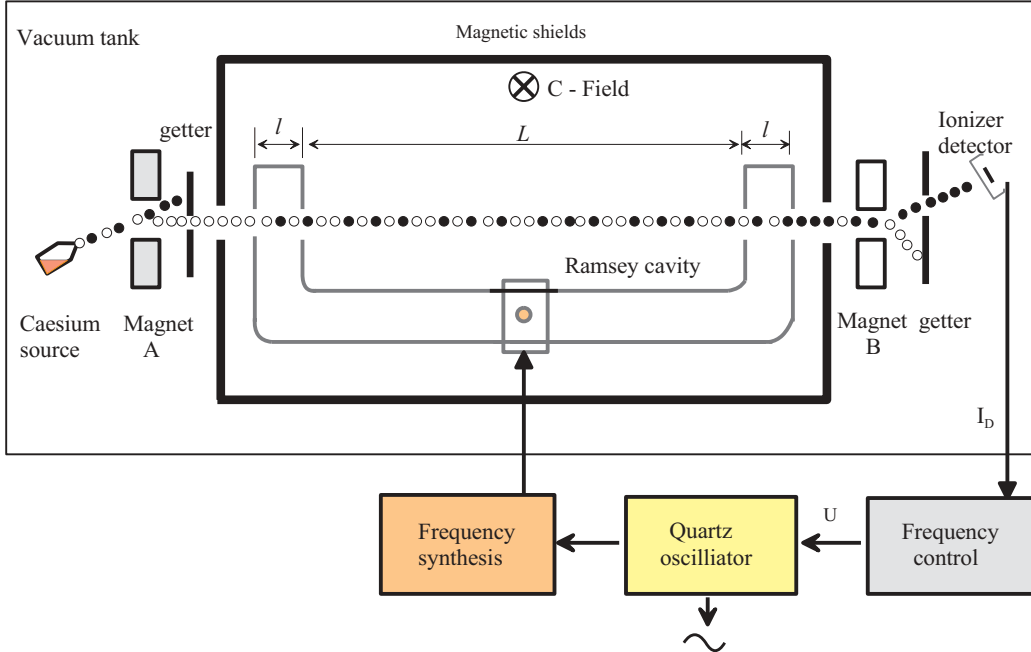 Vacuum tank
Magnetic shields
C - Field
getter
l
L
l
Ionizer
detector
Ramsey cavity
Caesium
source
Magnet
A
Magnet
B
getter
I_D
U
Frequency
synthesis
Quartz
oscilliator
Frequency
control